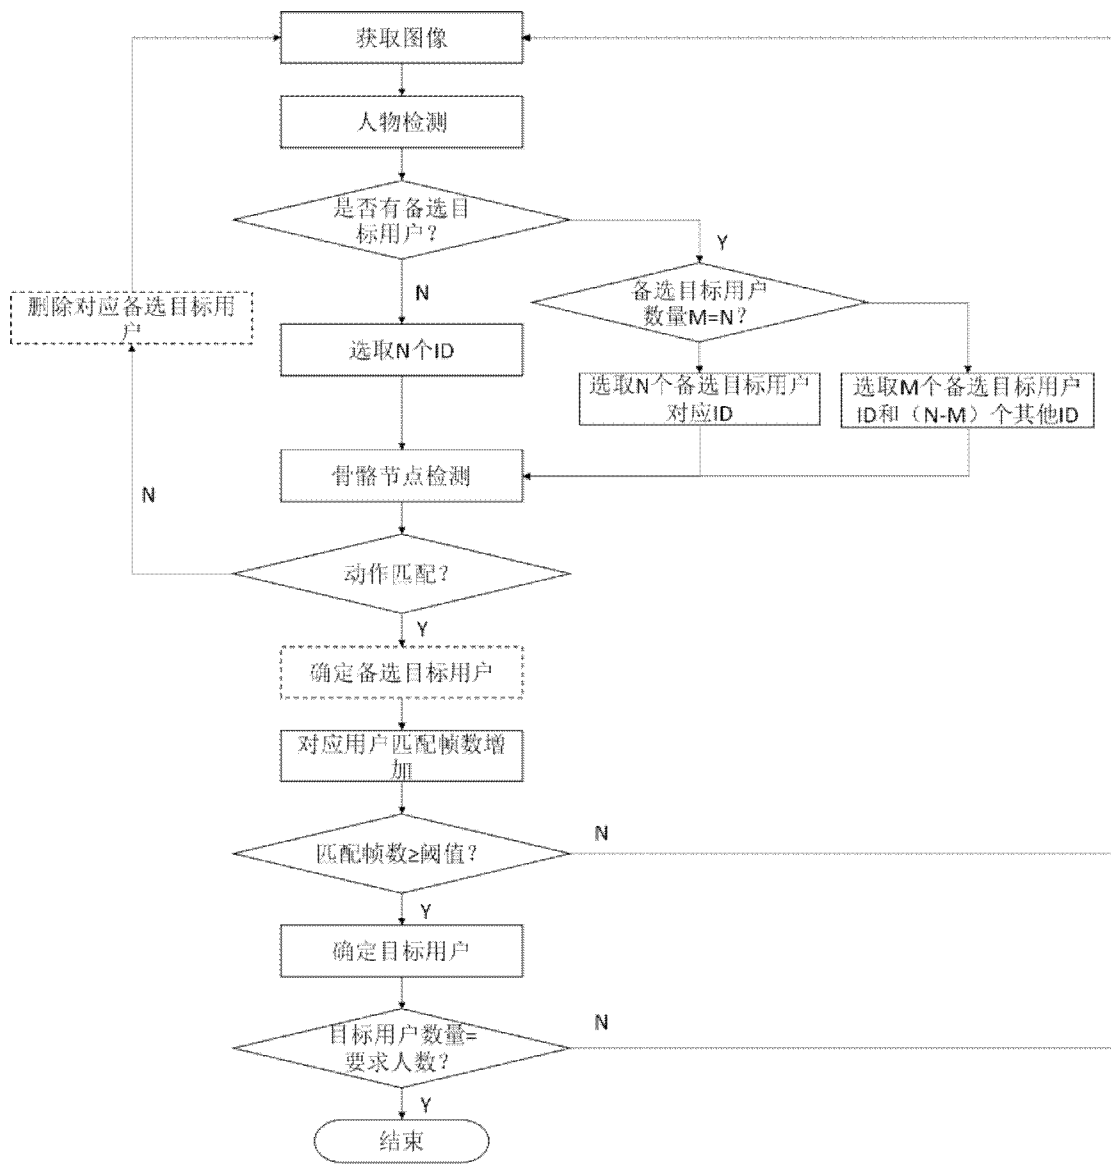 获取图像
人物检测
是否有备选目
标用户？
Y
N
备选目标用户
数量M=N？
删除对应备选目标用
户
选取N个ID
选取N个备选目标用户
对应ID
选取M个备选目标用户
ID和（N-M）个其他ID
骨骼节点检测
N
动作匹配？
Y
确定备选目标用户
对应用户匹配帧数增
加
匹配帧数≥阈值？
N
Y
确定目标用户
目标用户数量=
要求人数？
N
Y
结束